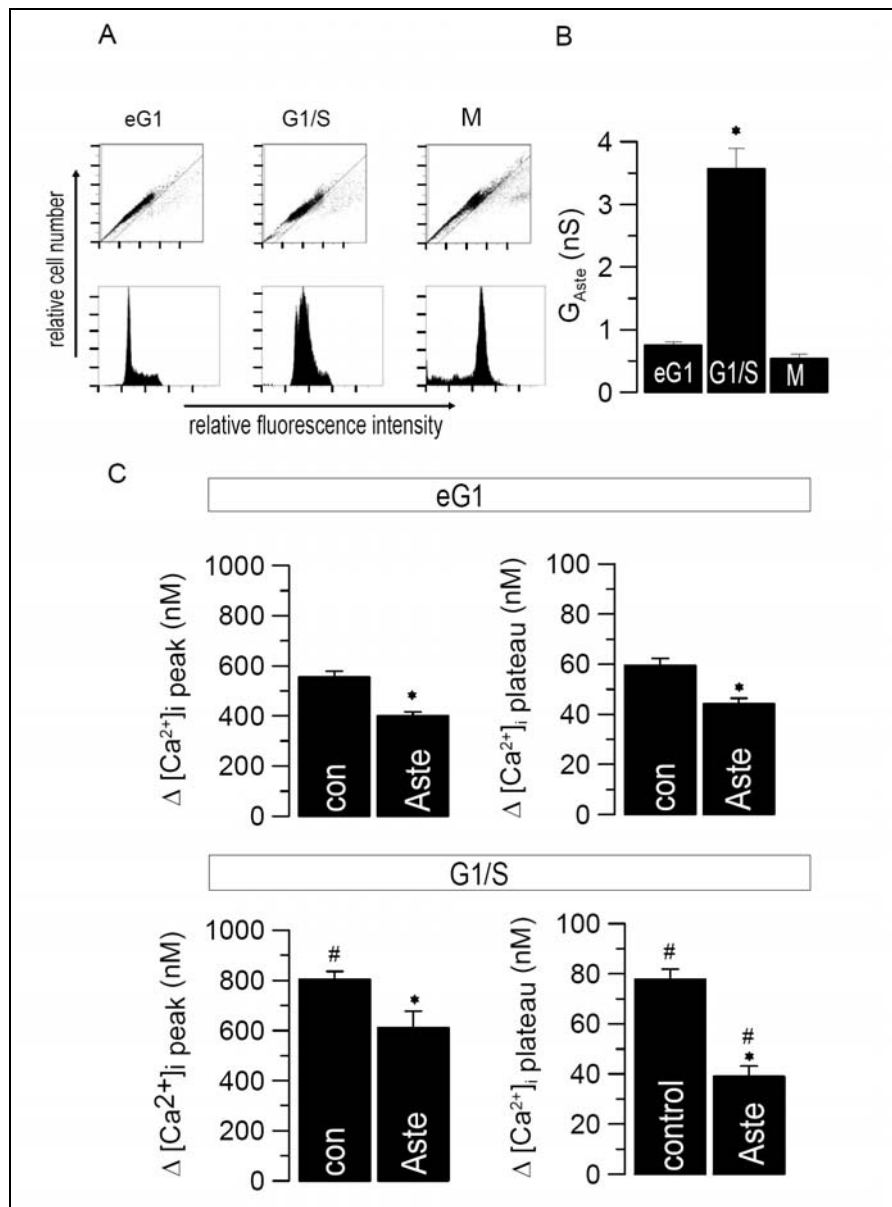 A
B
eG1
G1/S
M
relative cell number
relative fluorescence intensity
G_Aste (nS)
4
3
2
1
0
eG1
G1/S
M
*
C
eG1
Δ [Ca²⁺]i peak (nM)
1000
800
600
400
200
0
con
Aste
*
Δ [Ca²⁺]i plateau (nM)
100
80
60
40
20
0
con
Aste
*
G1/S
Δ [Ca2+]i peak (nM)
1000
800
600
400
200
0
#
con
*
Aste
Δ [Ca²⁺]i plateau (nM)
100
80
60
40
20
0
#
control
#
*
Aste